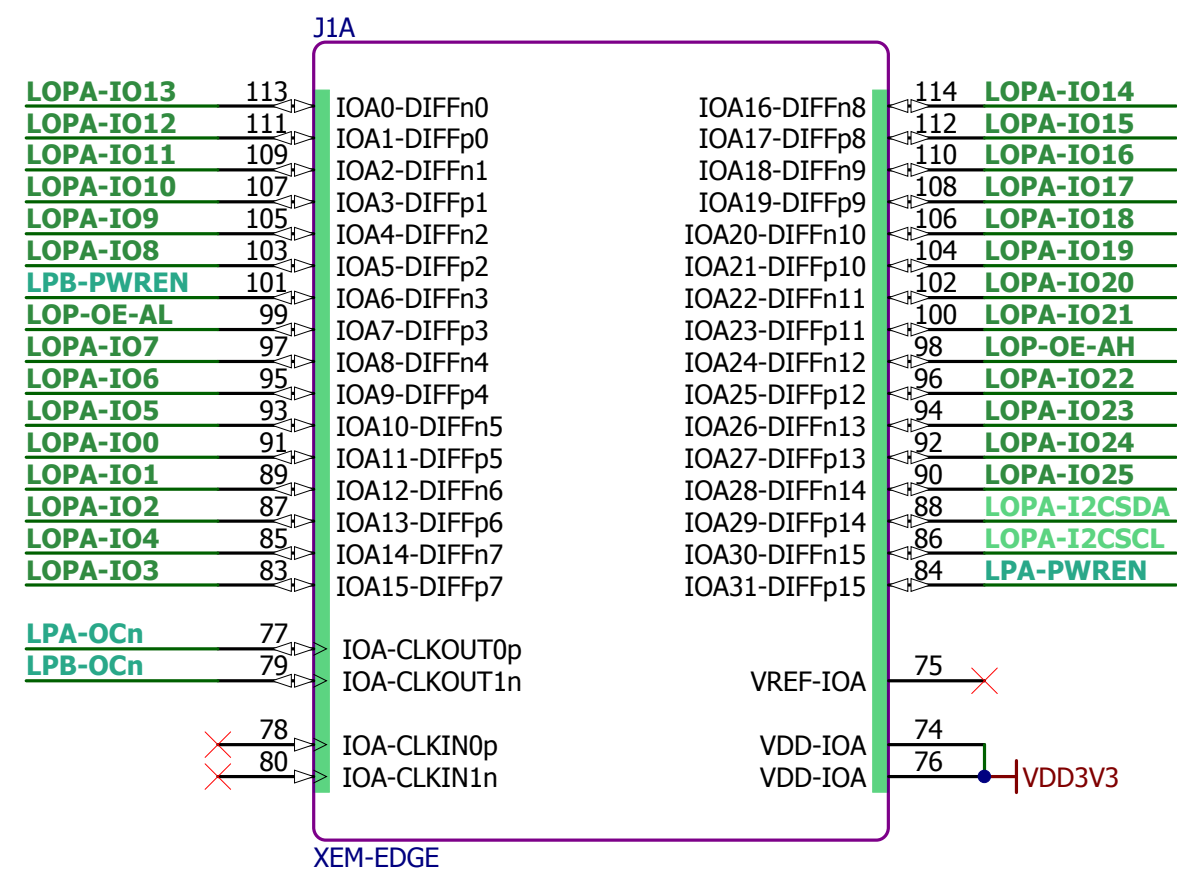 J1A
LOPA-IO13 113 IOA0-DIFFn0 IOA16-DIFFn8 114 LOPA-IO14
LOPA-IO12 111 IOA1-DIFFp0 IOA17-DIFFp8 112 LOPA-IO15
LOPA-IO11 109 IOA2-DIFFn1 IOA18-DIFFn9 110 LOPA-IO16
LOPA-IO10 107 IOA3-DIFFp1 IOA19-DIFFp9 108 LOPA-IO17
LOPA-IO9 105 IOA4-DIFFn2 IOA20-DIFFn10 106 LOPA-IO18
LOPA-IO8 103 IOA5-DIFFp2 IOA21-DIFFp10 104 LOPA-IO19
LPB-PWREN 101 IOA6-DIFFn3 IOA22-DIFFn11 102 LOPA-IO20
LOP-OE-AL 99 IOA7-DIFFp3 IOA23-DIFFp11 100 LOPA-IO21
LOPA-IO7 97 IOA8-DIFFn4 IOA24-DIFFn12 98 LOP-OE-AH
LOPA-IO6 95 IOA9-DIFFp4 IOA25-DIFFp12 96 LOPA-IO22
LOPA-IO5 93 IOA10-DIFFn5 IOA26-DIFFn13 94 LOPA-IO23
LOPA-IO0 91 IOA11-DIFFp5 IOA27-DIFFp13 92 LOPA-IO24
LOPA-IO1 89 IOA12-DIFFn6 IOA28-DIFFn14 90 LOPA-IO25
LOPA-IO2 87 IOA13-DIFFp6 IOA29-DIFFp14 88 LOPA-I2CSDA
LOPA-IO4 85 IOA14-DIFFn7 IOA30-DIFFn15 86 LOPA-I2CSCL
LOPA-IO3 83 IOA15-DIFFp7 IOA31-DIFFp15 84 LPA-PWREN
LPA-OCn 77 IOA-CLKOUT0p
LPB-OCn 79 IOA-CLKOUT1n VREF-IOA 75
78 IOA-CLKIN0p VDD-IOA 74
80 IOA-CLKIN1n VDD-IOA 76 VDD3V3
XEM-EDGE